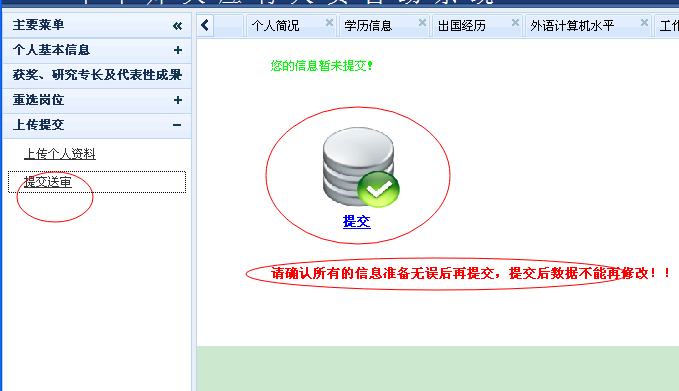 主要菜单
个人基本信息
获奖、研究专长及代表性成果
重选岗位
上传提交
上传个人资料
提交送审
个人简况 学历信息 出国经历 外语计算机水平
您的信息暂未提交！
提交
请确认所有的信息准备无误后再提交，提交后数据不能再修改！！